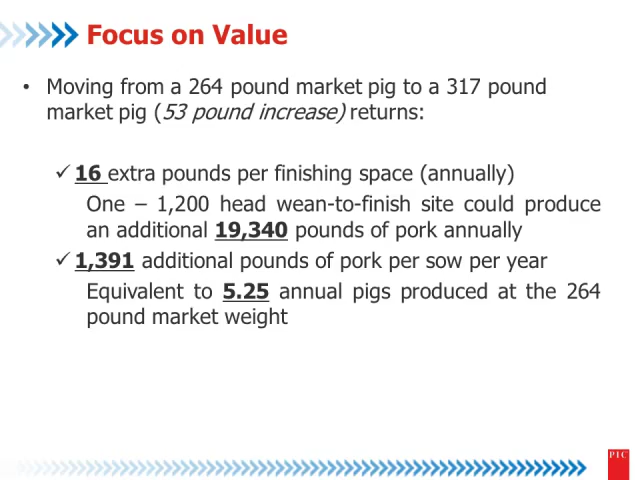 Focus on Value
• Moving from a 264 pound market pig to a 317 pound
market pig (53 pound increase) returns:
✓ 16 extra pounds per finishing space (annually)
One – 1,200 head wean-to-finish site could produce
an additional 19,340 pounds of pork annually
✓ 1,391 additional pounds of pork per sow per year
Equivalent to 5.25 annual pigs produced at the 264
pound market weight
PIC